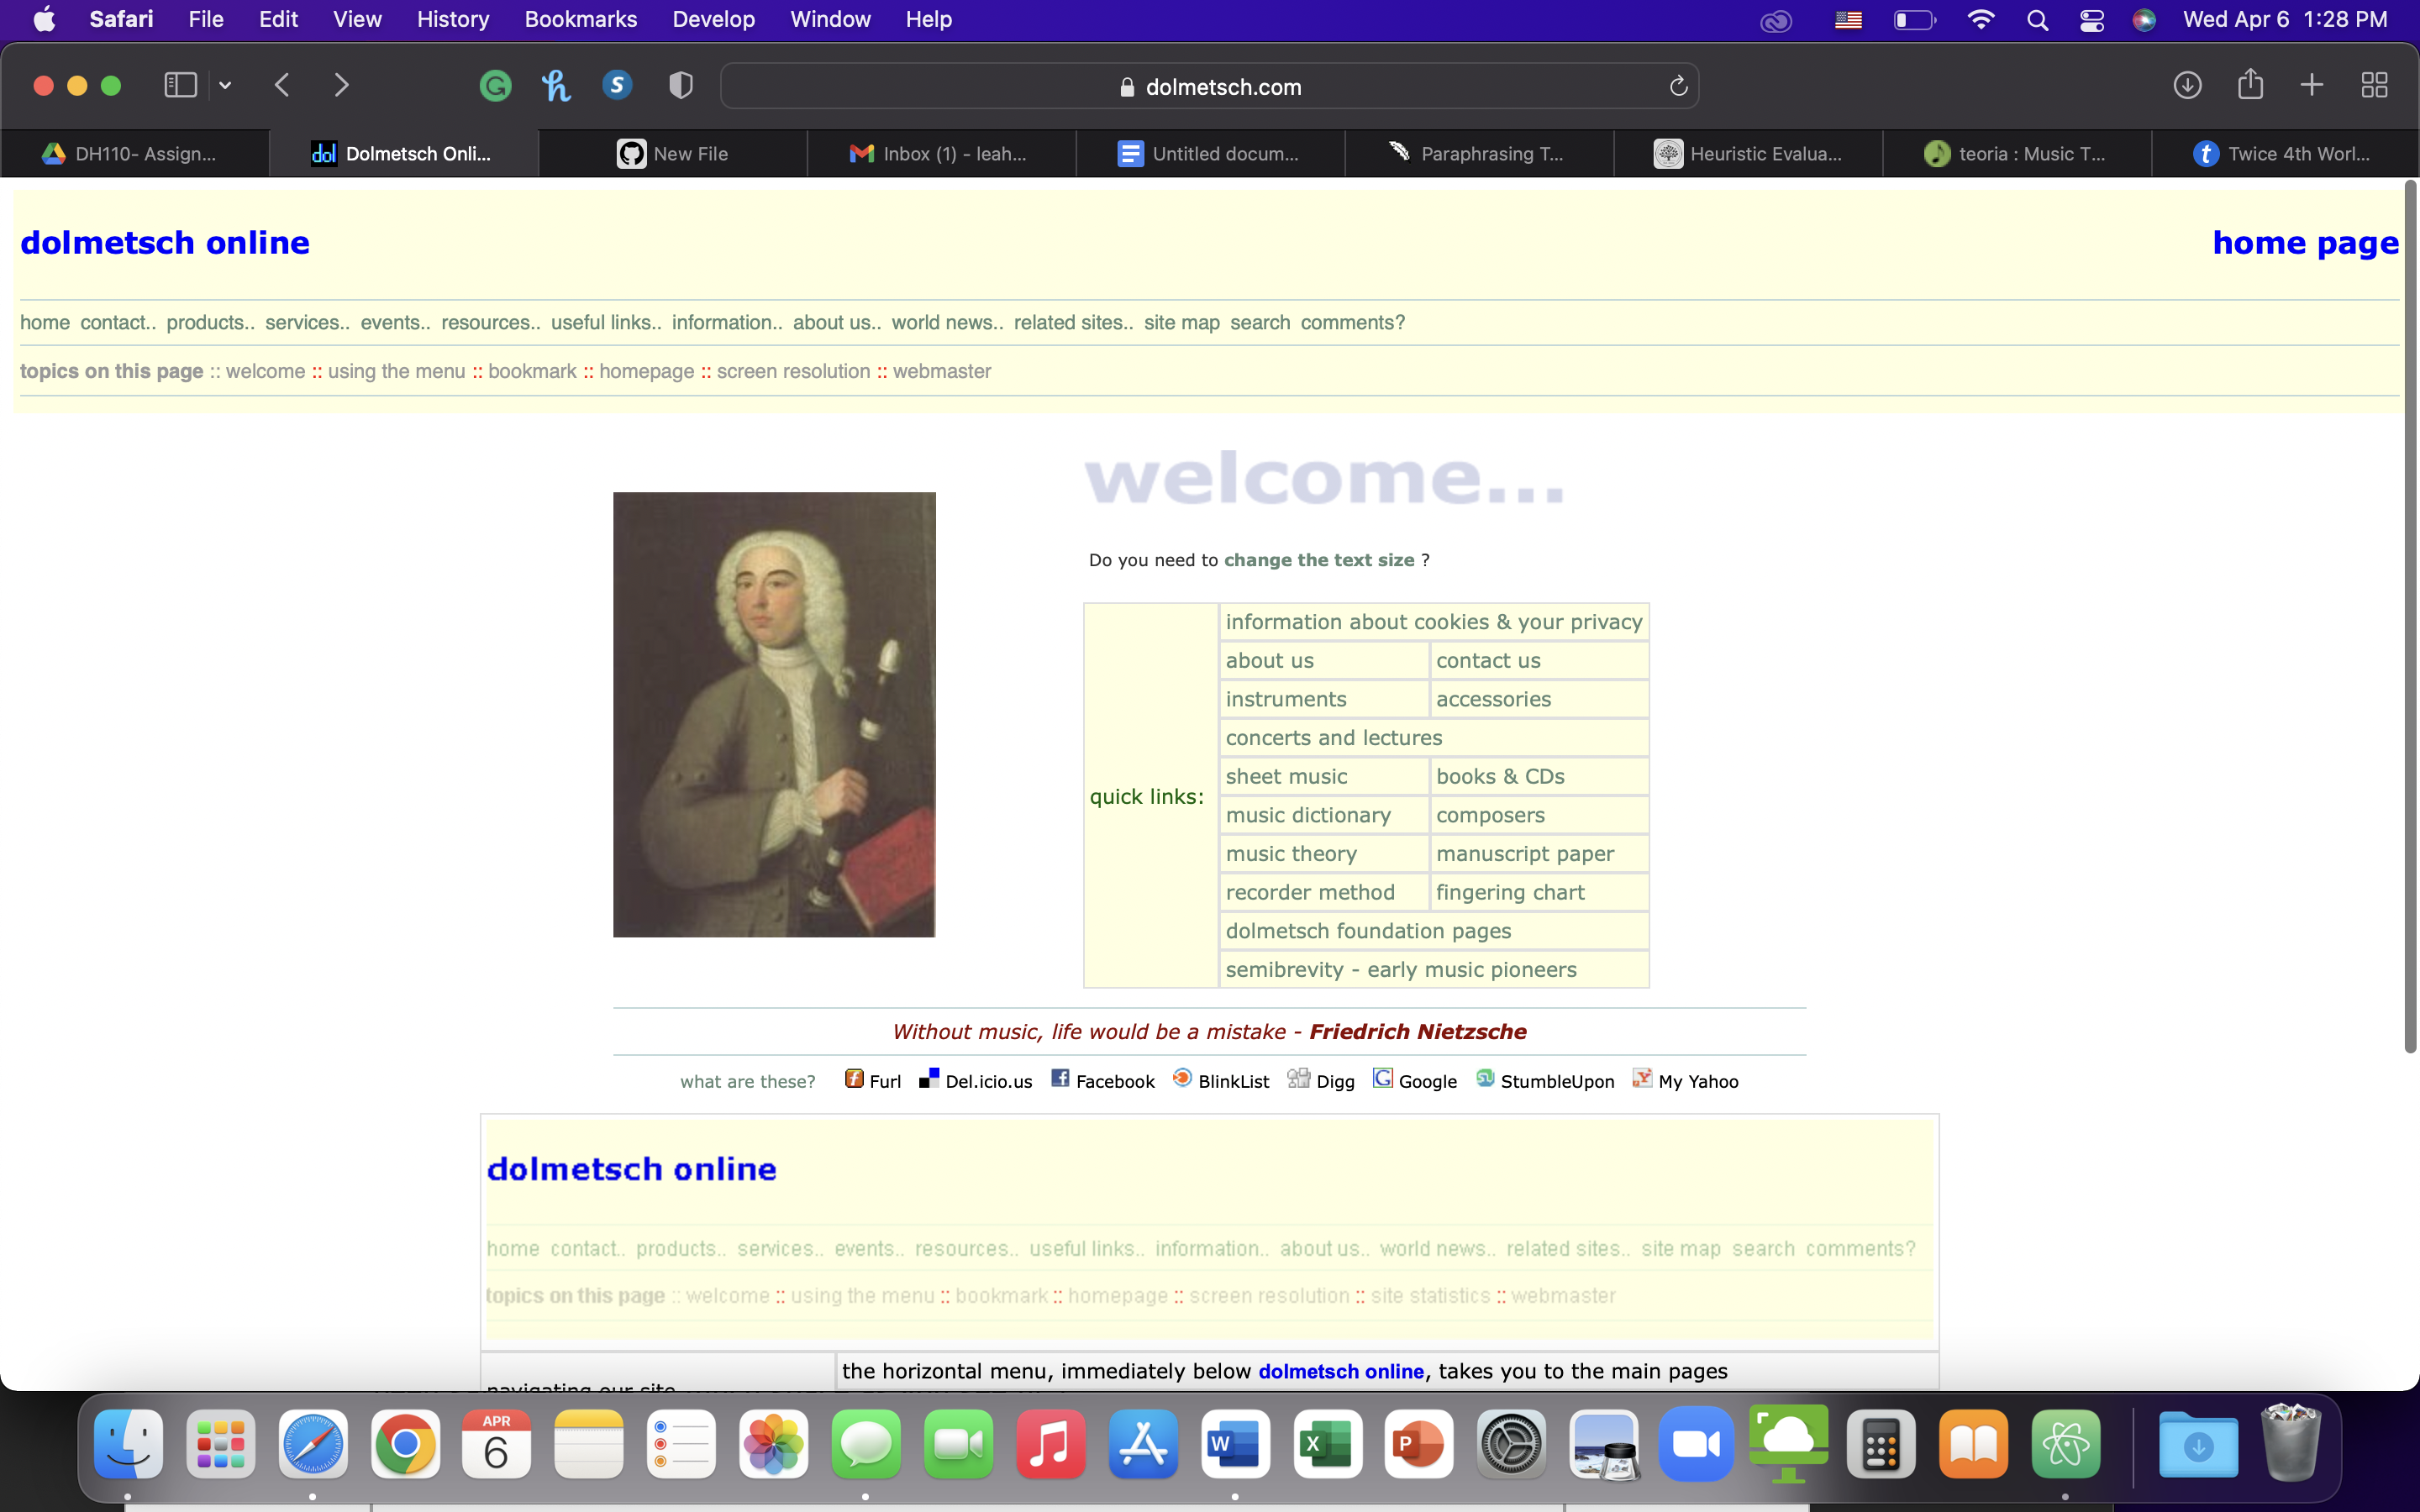 Safari File Edit View History Bookmarks Develop Window Help Wed Apr 6 1:28 PM
dolmetsch.com
DH110- Assign... dol Dolmetsch Onli... New File Inbox (1) - leah... Untitled docum... Paraphrasing T... Heuristic Evalua... teoria : Music T... t Twice 4th Worl...
dolmetsch online home page
home contact.. products.. services.. events.. resources.. useful links.. information.. about us.. world news.. related sites.. site map search comments?
topics on this page :: welcome :: using the menu :: bookmark :: homepage :: screen resolution :: webmaster
welcome...
Do you need to change the text size ?
quick links:
information about cookies & your privacy
about us contact us
instruments accessories
concerts and lectures
sheet music books & CDs
music dictionary composers
music theory manuscript paper
recorder method fingering chart
dolmetsch foundation pages
semibrevity - early music pioneers
Without music, life would be a mistake - Friedrich Nietzsche
what are these? Furl Del.icio.us Facebook BlinkList Digg Google StumbleUpon My Yahoo
dolmetsch online
home contact.. products.. services.. events.. resources.. useful links.. information.. about us.. world news.. related sites.. site map search comments?
topics on this page :: welcome :: using the menu :: bookmark :: homepage :: screen resolution :: site statistics :: webmaster
the horizontal menu, immediately below dolmetsch online, takes you to the main pages
navigating our site
APR
6
W X P